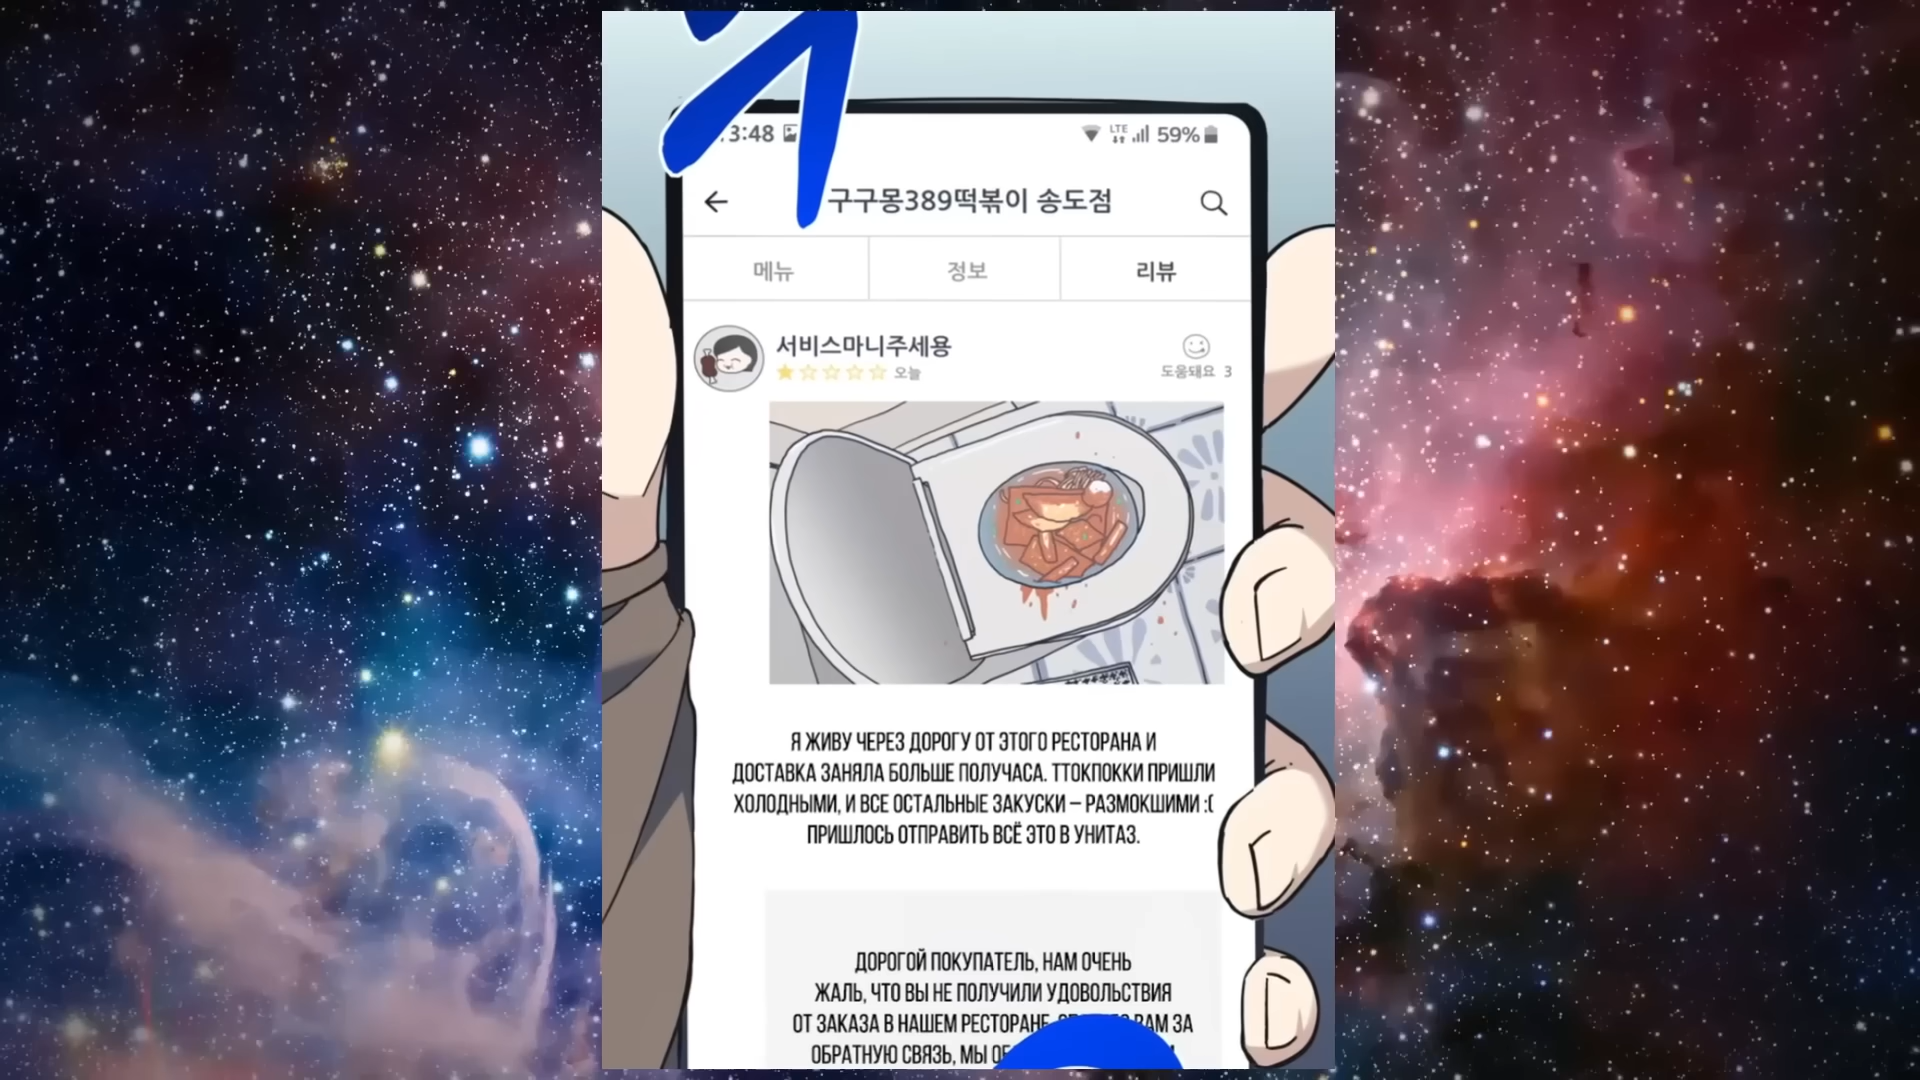 3:48 LTE 59%
구구몽389떡볶이 송도점
메뉴 정보 리뷰
서비스마니주세용
오늘
도움돼요 3
Я ЖИВУ ЧЕРЕЗ ДОРОГУ ОТ ЭТОГО РЕСТОРАНА И
ДОСТАВКА ЗАНЯЛА БОЛЬШЕ ПОЛУЧАСА. ТТОКПОККИ ПРИШЛИ
ХОЛОДНЫМИ, И ВСЕ ОСТАЛЬНЫЕ ЗАКУСКИ – РАЗМОКШИМИ :(
ПРИШЛОСЬ ОТПРАВИТЬ ВСЁ ЭТО В УНИТАЗ.
ДОРОГОЙ ПОКУПАТЕЛЬ, НАМ ОЧЕНЬ
ЖАЛЬ, ЧТО ВЫ НЕ ПОЛУЧИЛИ УДОВОЛЬСТВИЯ
ОТ ЗАКАЗА В НАШЕМ РЕСТОРАНЕ. ВАМ ЗА
ОБРАТНУЮ СВЯЗЬ, МЫ